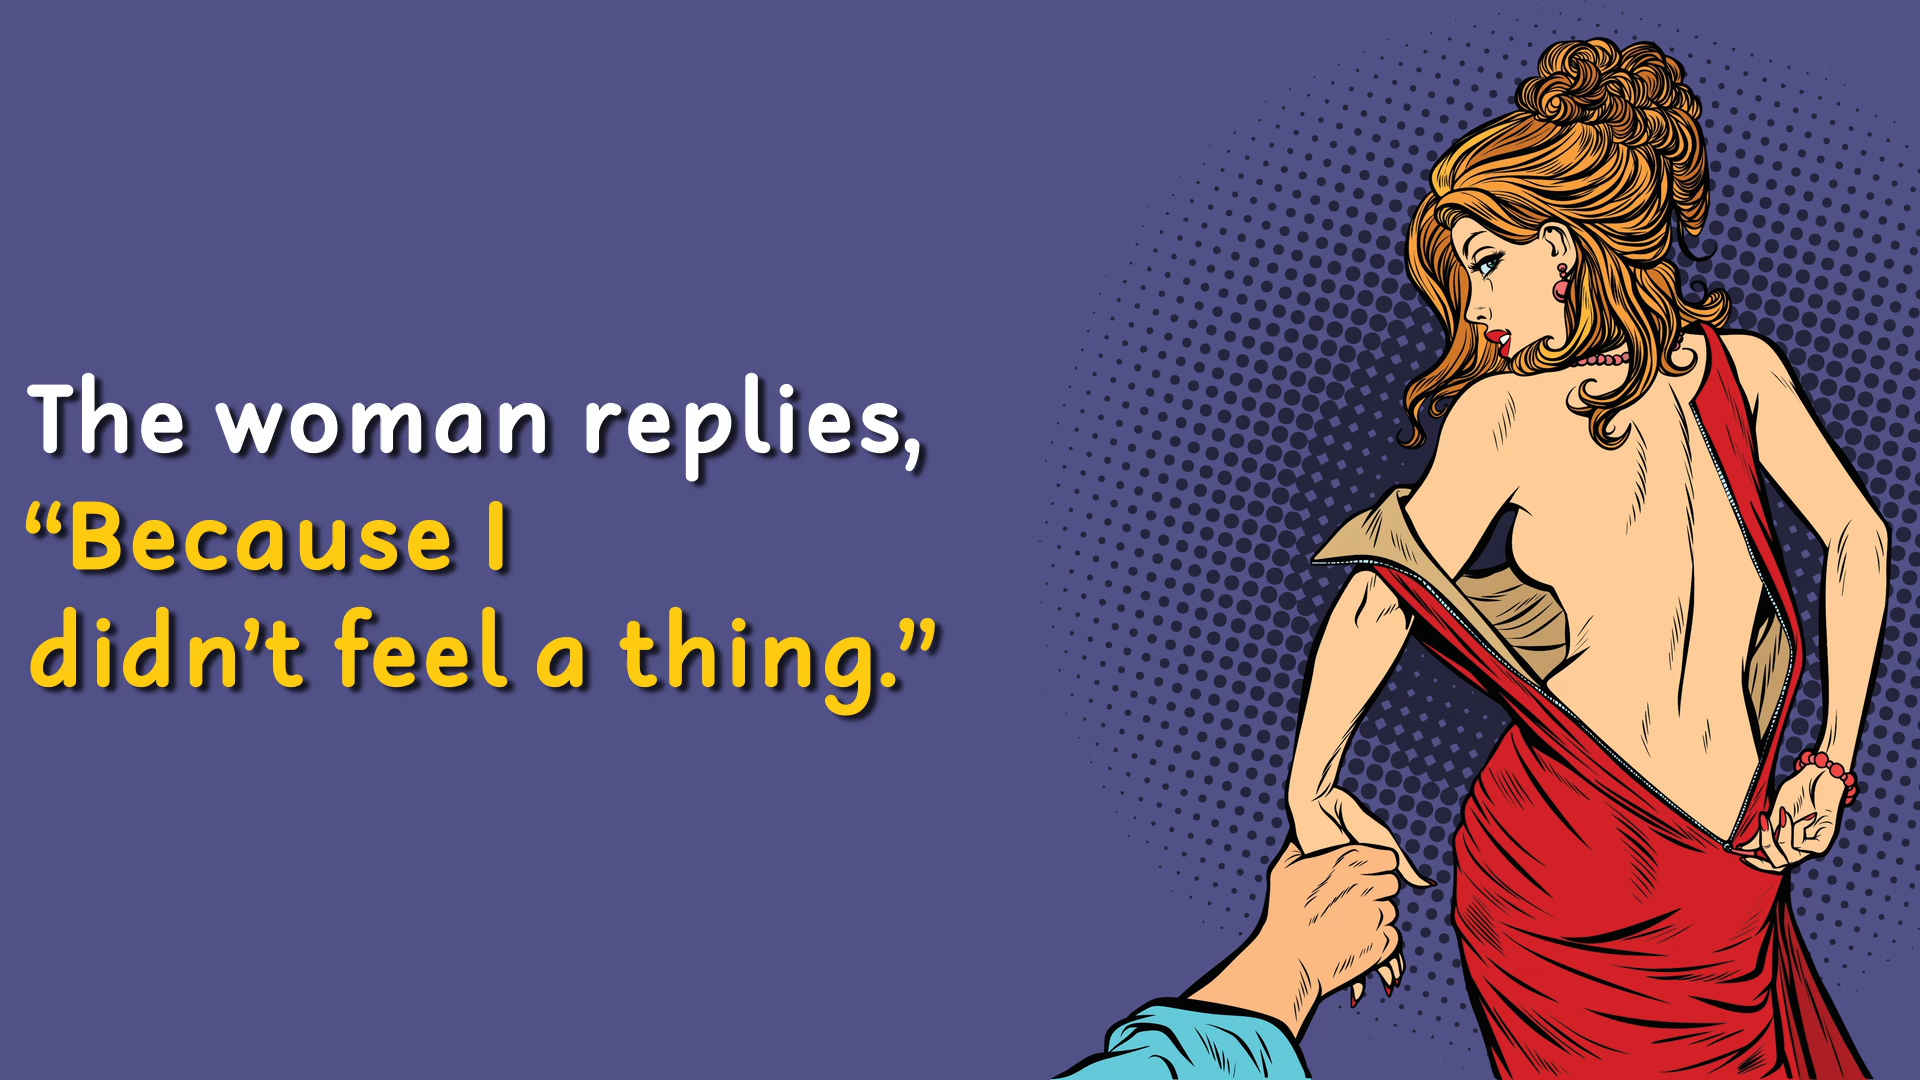 The woman replies,
“Because I
didn’t feel a thing.”